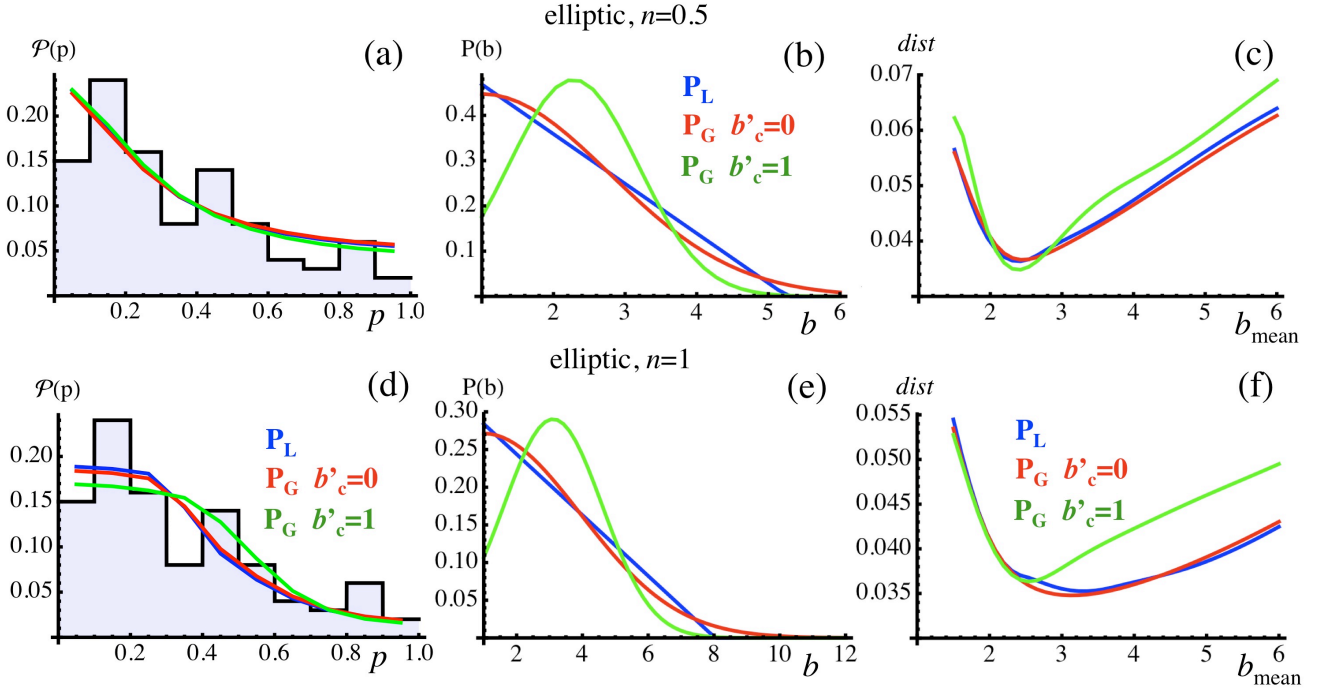 elliptic, n=0.5
𝒫(p)
(a)
0.20
0.15
0.10
0.05
0.2 0.4 0.6 0.8 1.0
p
P(b)
(b)
0.4
0.3
0.2
0.1
P_L
P_G b'_c=0
P_G b'_c=1
2 3 4 5 6
b
dist
(c)
0.07
0.06
0.05
0.04
2 3 4 5 6
b_mean
elliptic, n=1
𝒫(p)
(d)
0.20
0.15
0.10
0.05
P_L
P_G b'_c=0
P_G b'_c=1
0.2 0.4 0.6 0.8 1.0
p
P(b)
(e)
0.30
0.25
0.20
0.15
0.10
0.05
2 4 6 8 10 12
b
dist
(f)
0.055
0.050
0.045
0.040
0.035
P_L
P_G b'_c=0
P_G b'_c=1
2 3 4 5 6
b_mean